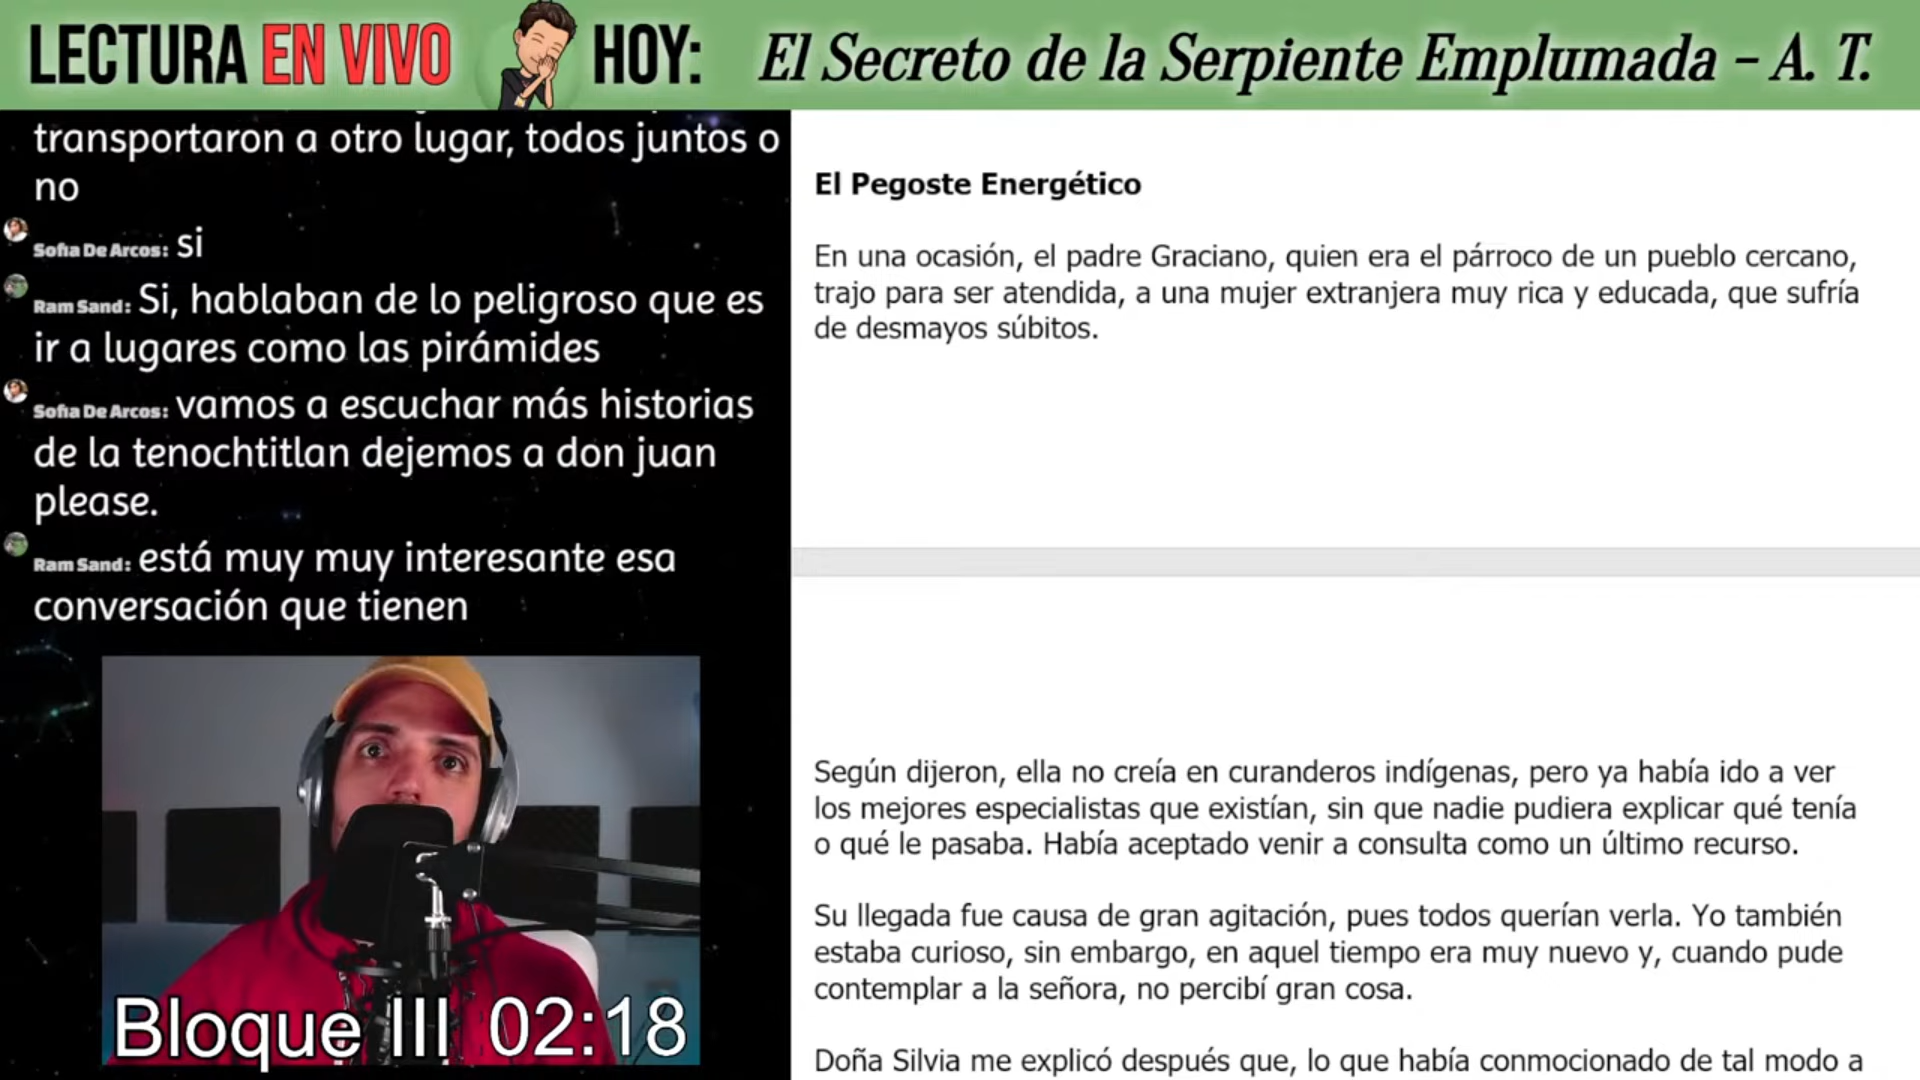 LECTURA EN VIVO HOY: El Secreto de la Serpiente Emplumada - A. T.
transportaron a otro lugar, todos juntos o
no
Sofia De Arcos: si
Ram Sand: Si, hablaban de lo peligroso que es
ir a lugares como las pirámides
Sofia De Arcos: vamos a escuchar más historias
de la tenochtitlan dejemos a don juan
please.
Ram Sand: está muy muy interesante esa
conversación que tienen
Bloque III 02:18
El Pegoste Energético
En una ocasión, el padre Graciano, quien era el párroco de un pueblo cercano,
trajo para ser atendida, a una mujer extranjera muy rica y educada, que sufría
de desmayos súbitos.
Según dijeron, ella no creía en curanderos indígenas, pero ya había ido a ver
los mejores especialistas que existían, sin que nadie pudiera explicar qué tenía
o qué le pasaba. Había aceptado venir a consulta como un último recurso.
Su llegada fue causa de gran agitación, pues todos querían verla. Yo también
estaba curioso, sin embargo, en aquel tiempo era muy nuevo y, cuando pude
contemplar a la señora, no percibí gran cosa.
Doña Silvia me explicó después que, lo que había conmocionado de tal modo a